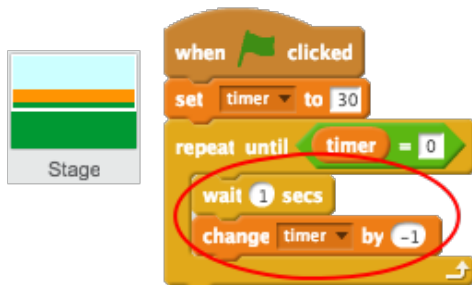 when clicked
set timer to 30
repeat until timer = 0
wait 1 secs
change timer by -1
Stage